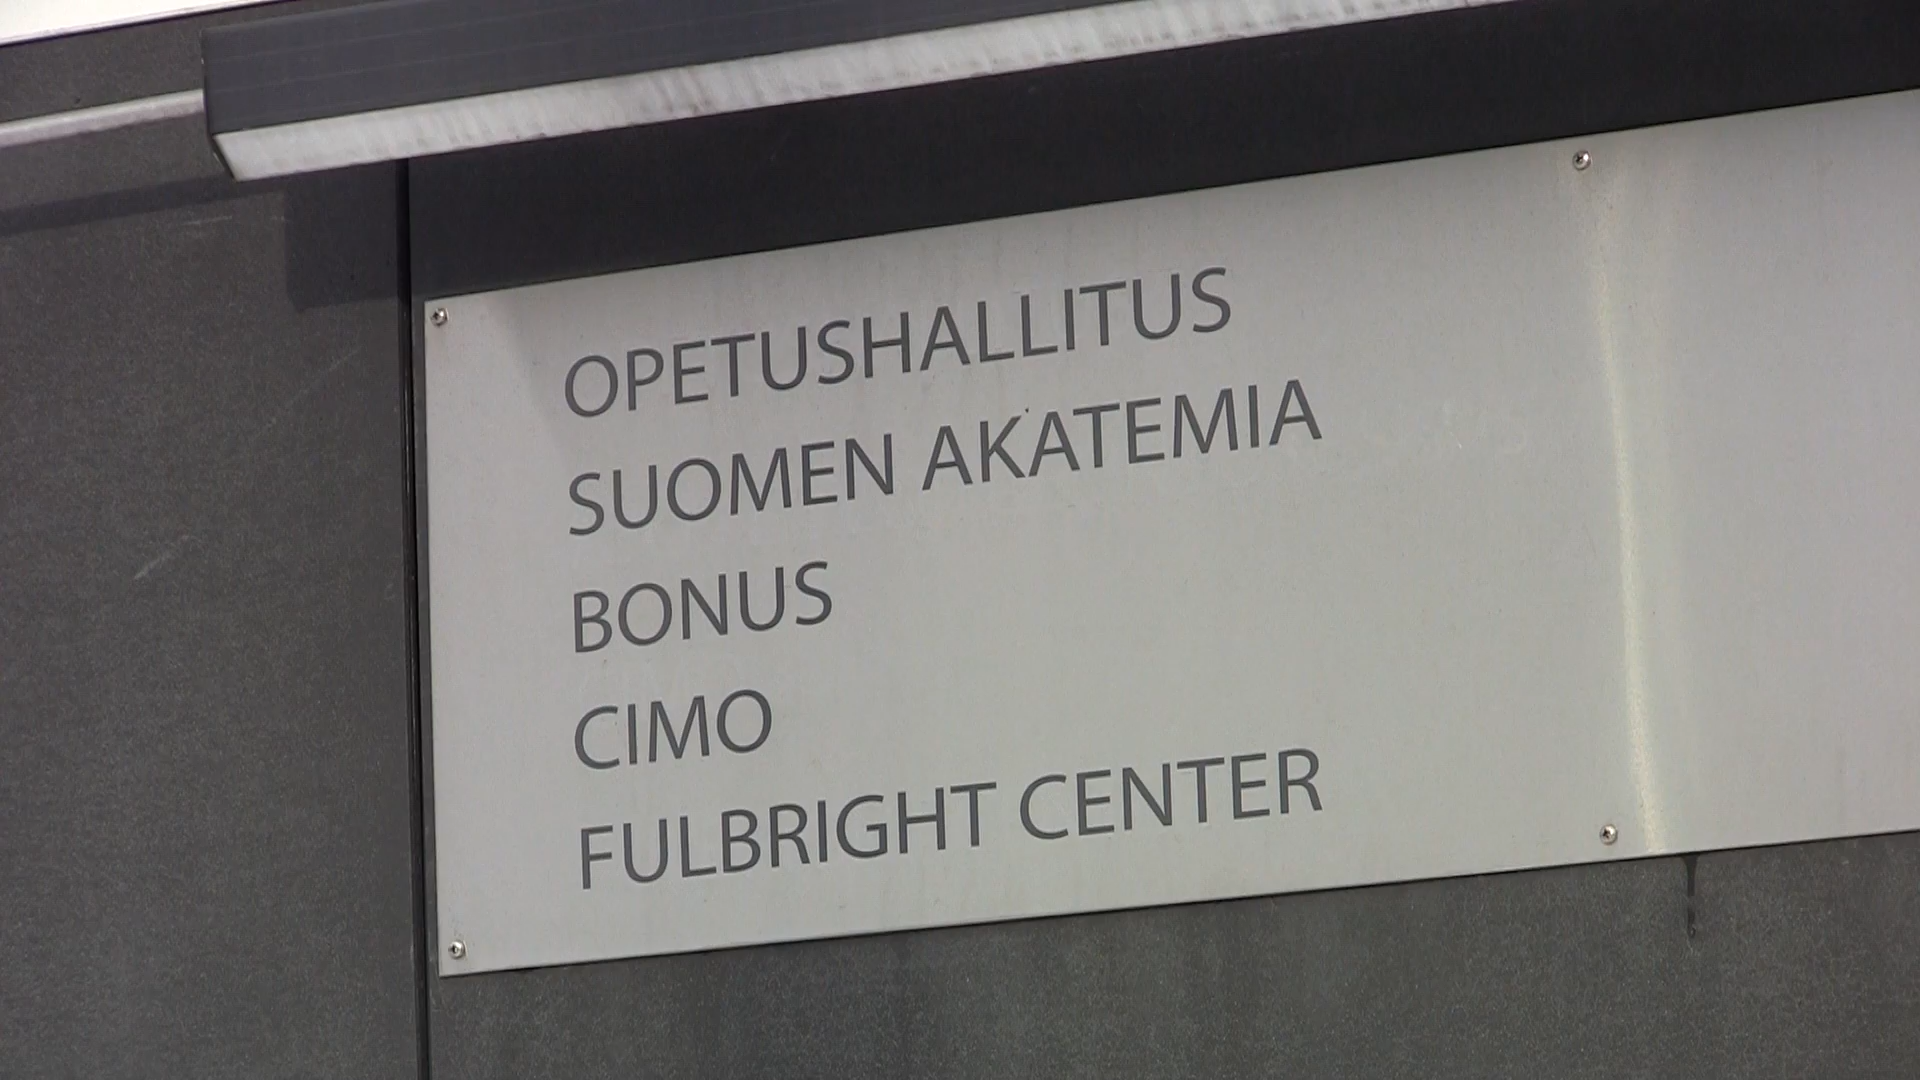 OPETUSHALLITUS
SUOMEN AKATEMIA
BONUS
CIMO
FULBRIGHT CENTER